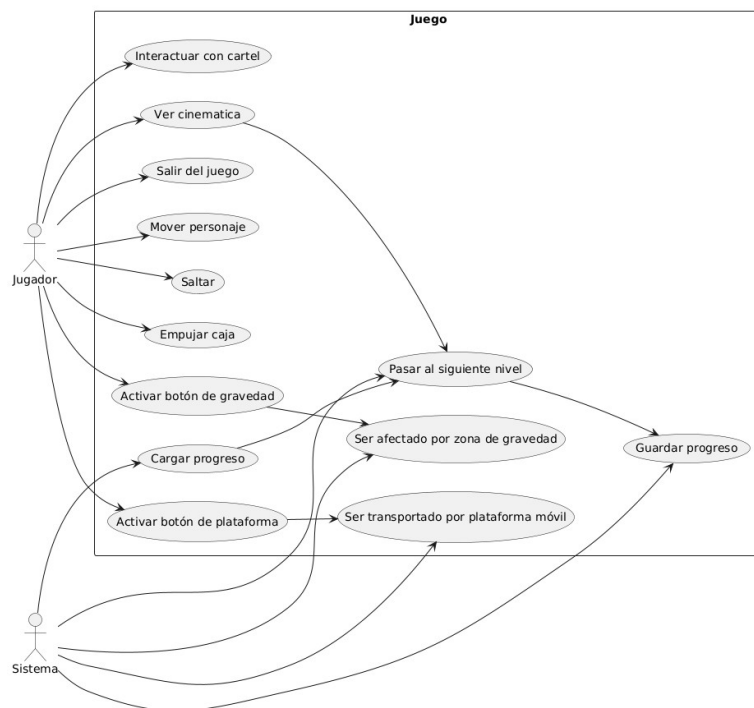 Juego
Interactuar con cartel
Ver cinematica
Salir del juego
Mover personaje
Jugador
Saltar
Empujar caja
Pasar al siguiente nivel
Activar botón de gravedad
Ser afectado por zona de gravedad
Guardar progreso
Cargar progreso
Activar botón de plataforma
Ser transportado por plataforma móvil
Sistema